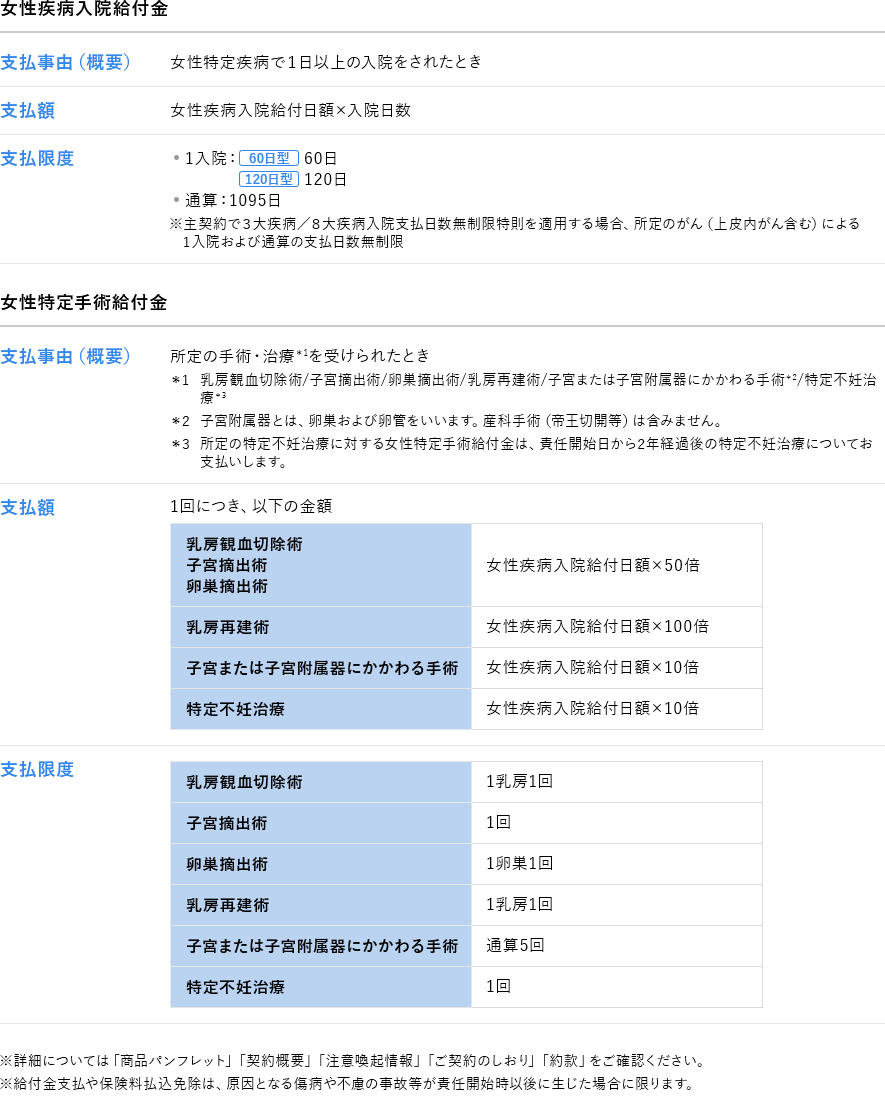 女性疾病入院給付金
支払事由（概要） 女性特定疾病で1日以上の入院をされたとき
支払額 女性疾病入院給付日額×入院日数
支払限度 ●1入院：60日型 60日
120日型 120日
●通算：1095日
※主契約で３大疾病／８大疾病入院支払日数無制限特則を適用する場合、所定のがん（上皮内がん含む）による
1入院および通算の支払日数無制限
女性特定手術給付金
支払事由（概要） 所定の手術・治療*1を受けられたとき
*1 乳房観血切除術/子宮摘出術/卵巣摘出術/乳房再建術/子宮または子宮附属器にかかわる手術*2/特定不妊治
療*3
*2 子宮附属器とは、卵巣および卵管をいいます。産科手術（帝王切開等）は含みません。
*3 所定の特定不妊治療に対する女性特定手術給付金は、責任開始日から2年経過後の特定不妊治療についてお
支払いします。
支払額 1回につき、以下の金額
乳房観血切除術
子宮摘出術 女性疾病入院給付日額×50倍
卵巣摘出術
乳房再建術 女性疾病入院給付日額×100倍
子宮または子宮附属器にかかわる手術 女性疾病入院給付日額×10倍
特定不妊治療 女性疾病入院給付日額×10倍
支払限度 乳房観血切除術 1乳房1回
子宮摘出術 1回
卵巣摘出術 1卵巣1回
乳房再建術 1乳房1回
子宮または子宮附属器にかかわる手術 通算5回
特定不妊治療 1回
※詳細については「商品パンフレット」「契約概要」「注意喚起情報」「ご契約のしおり」「約款」をご確認ください。
※給付金支払や保険料払込免除は、原因となる傷病や不慮の事故等が責任開始時以後に生じた場合に限ります。